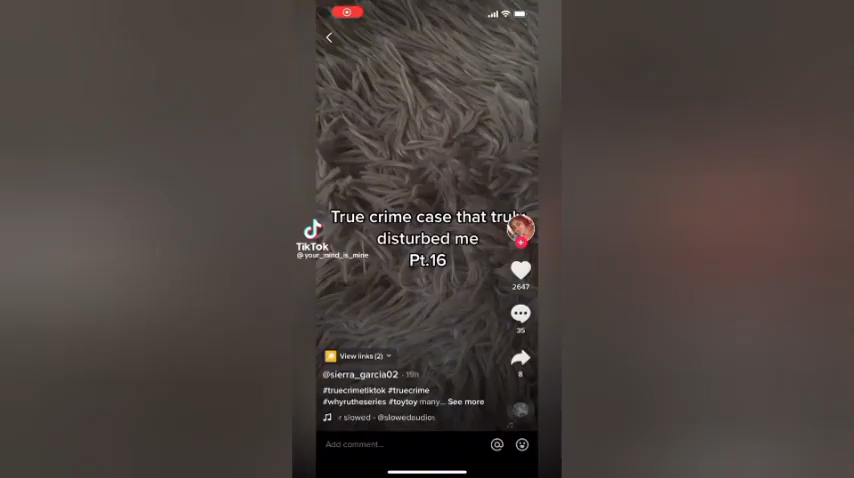 True crime case that truly
disturbed me
Pt.16
TikTok
@your_mind_is_mine
2647
35
8
View links (2)
@sierra_garcia02 · 19h
#truecrimetiktok #truecrime
#whyrutheseries #toytoy many... See more
r slowed - @slowedaudios
Add comment...